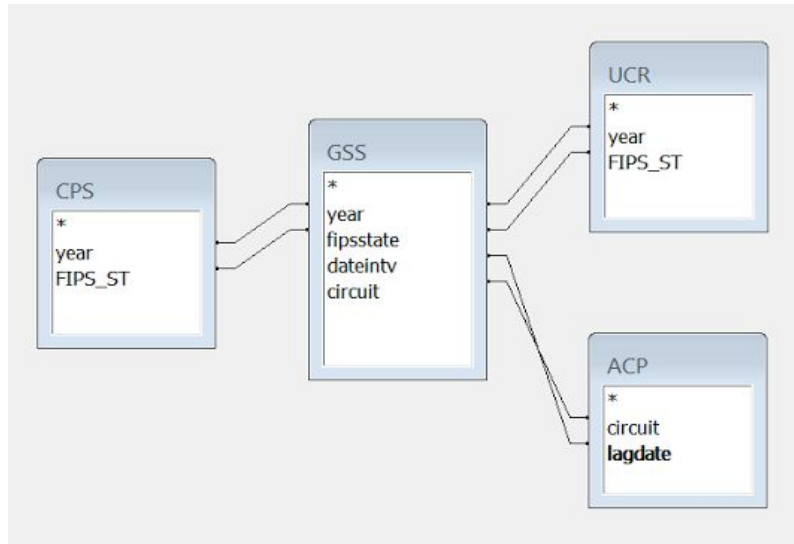 CPS
*
year
FIPS_ST
GSS
*
year
fipsstate
dateintv
circuit
UCR
*
year
FIPS_ST
ACP
*
circuit
lagdate